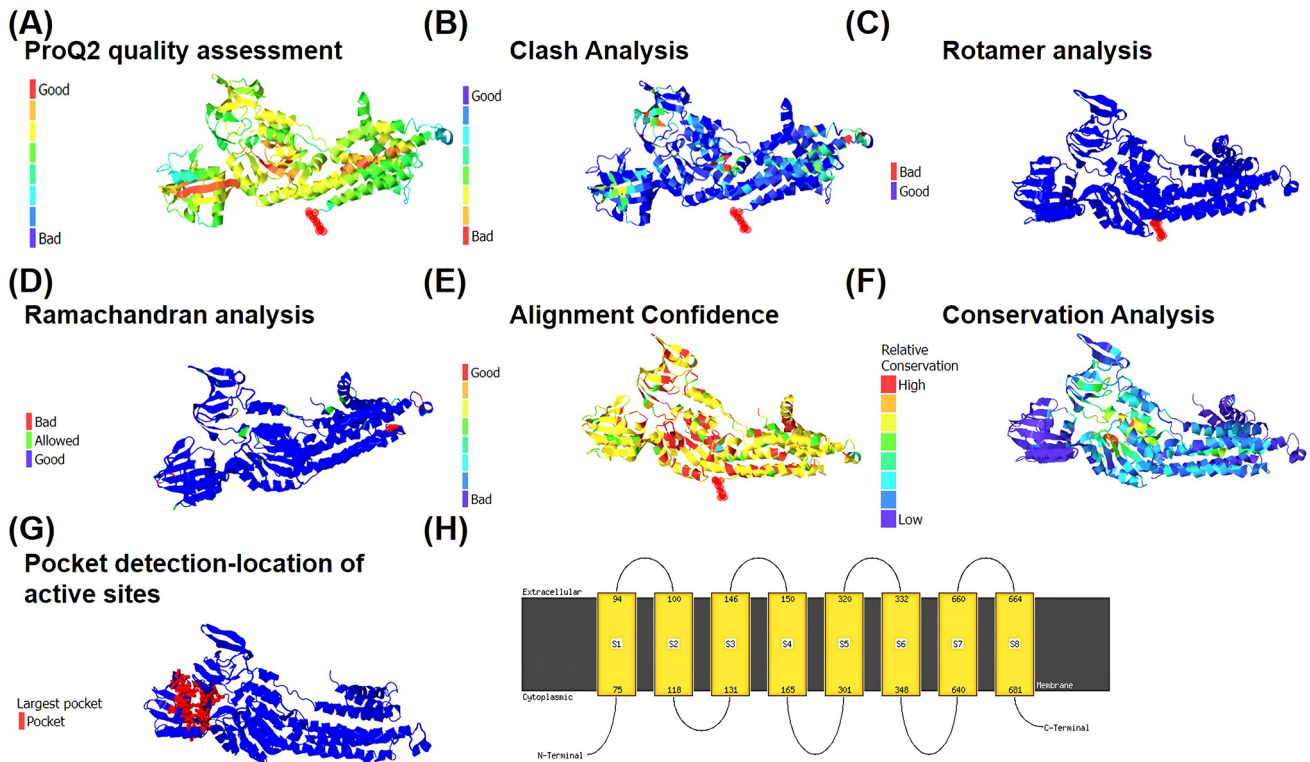 (A)
ProQ2 quality assessment
Good
Bad
(B)
Clash Analysis
Good
Bad
(C)
Rotamer analysis
Bad
Good
(D)
Ramachandran analysis
Bad
Allowed
Good
(E)
Alignment Confidence
Good
Bad
(F)
Conservation Analysis
Relative
Conservation
High
Low
(G)
Pocket detection-location of
active sites
Largest pocket
Pocket
(H)
Extracellular
94 100 146 150 320 332 660 664
S1 S2 S3 S4 S5 S6 S7 S8
75 118 131 165 301 348 640 681
Membrane
Cytoplasmic
C-Terminal
N-Terminal